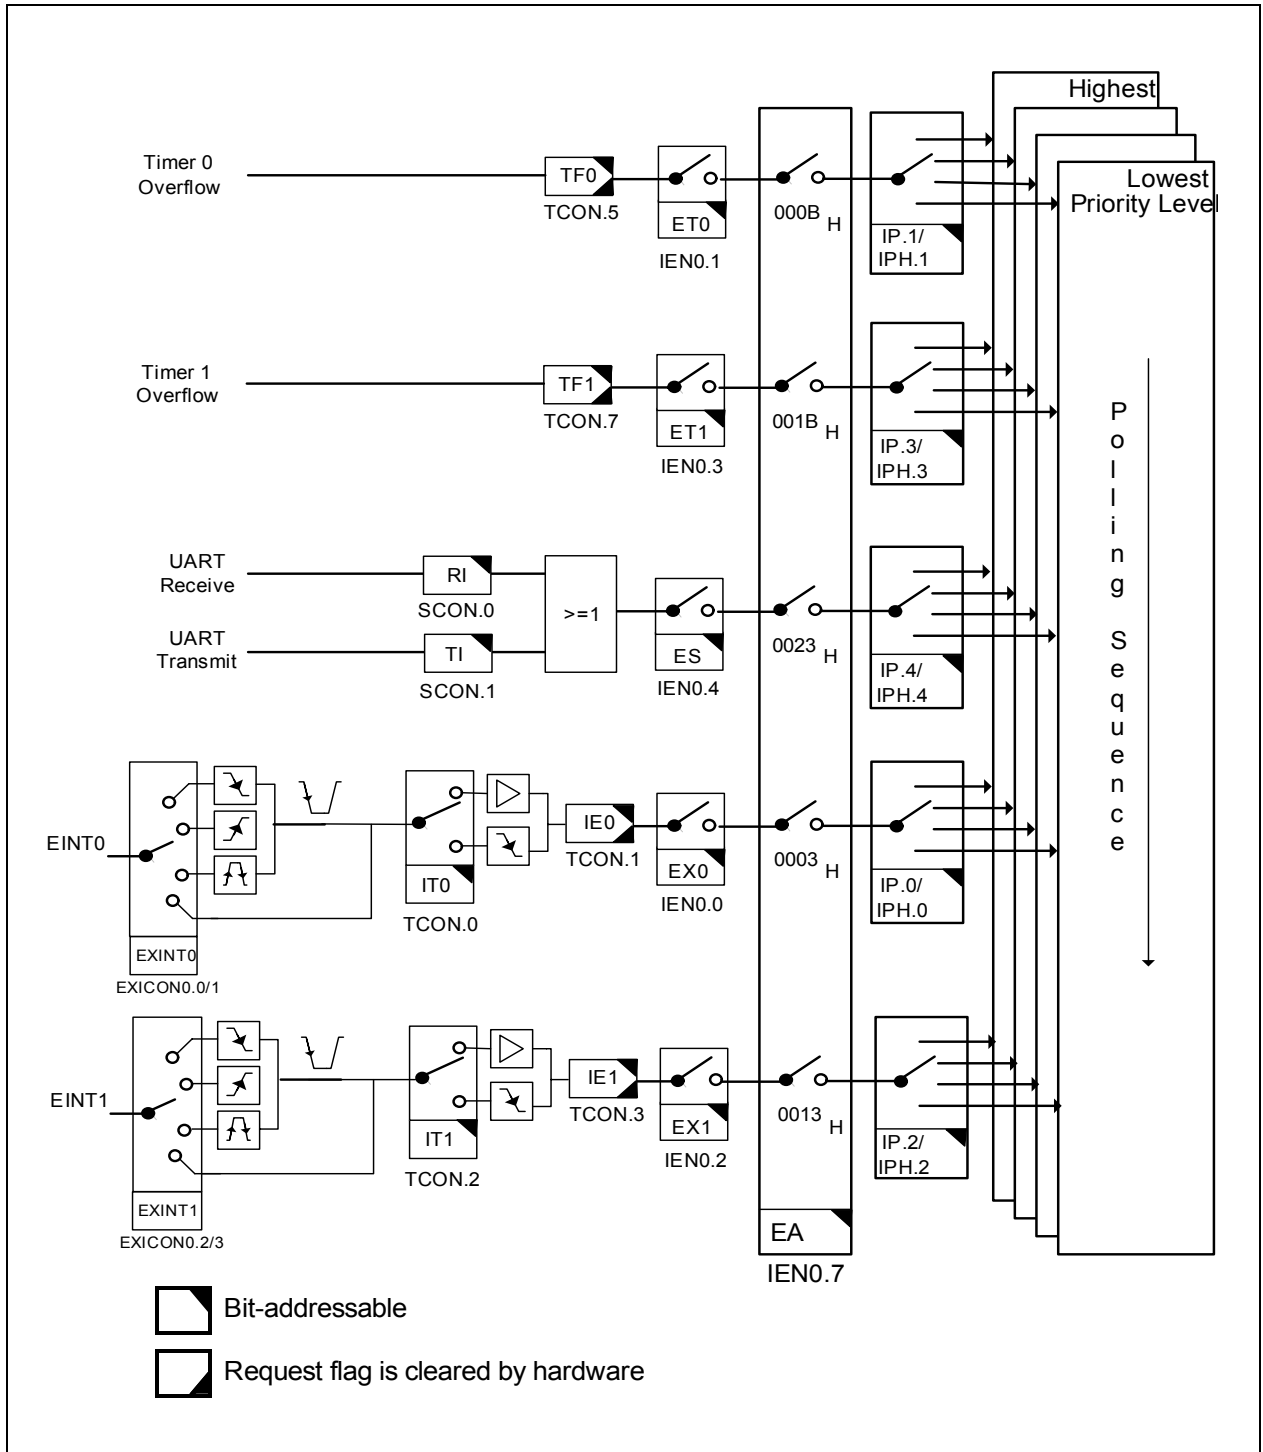 Highest
Lowest
Priority Level
Timer 0
Overflow
TF0
TCON.5
ET0
IEN0.1
000B H
IP.1/
IPH.1
Timer 1
Overflow
TF1
TCON.7
ET1
IEN0.3
001B H
IP.3/
IPH.3
Polling Sequence
UART
Receive
RI
SCON.0
UART
Transmit
TI
SCON.1
>=1
ES
IEN0.4
0023 H
IP.4/
IPH.4
EINT0
EXINT0
EXICON0.0/1
IT0
TCON.0
IE0
TCON.1
EX0
IEN0.0
0003 H
IP.0/
IPH.0
EINT1
EXINT1
EXICON0.2/3
IT1
TCON.2
IE1
TCON.3
EX1
IEN0.2
0013 H
IP.2/
IPH.2
EA
IEN0.7
Bit-addressable
Request flag is cleared by hardware